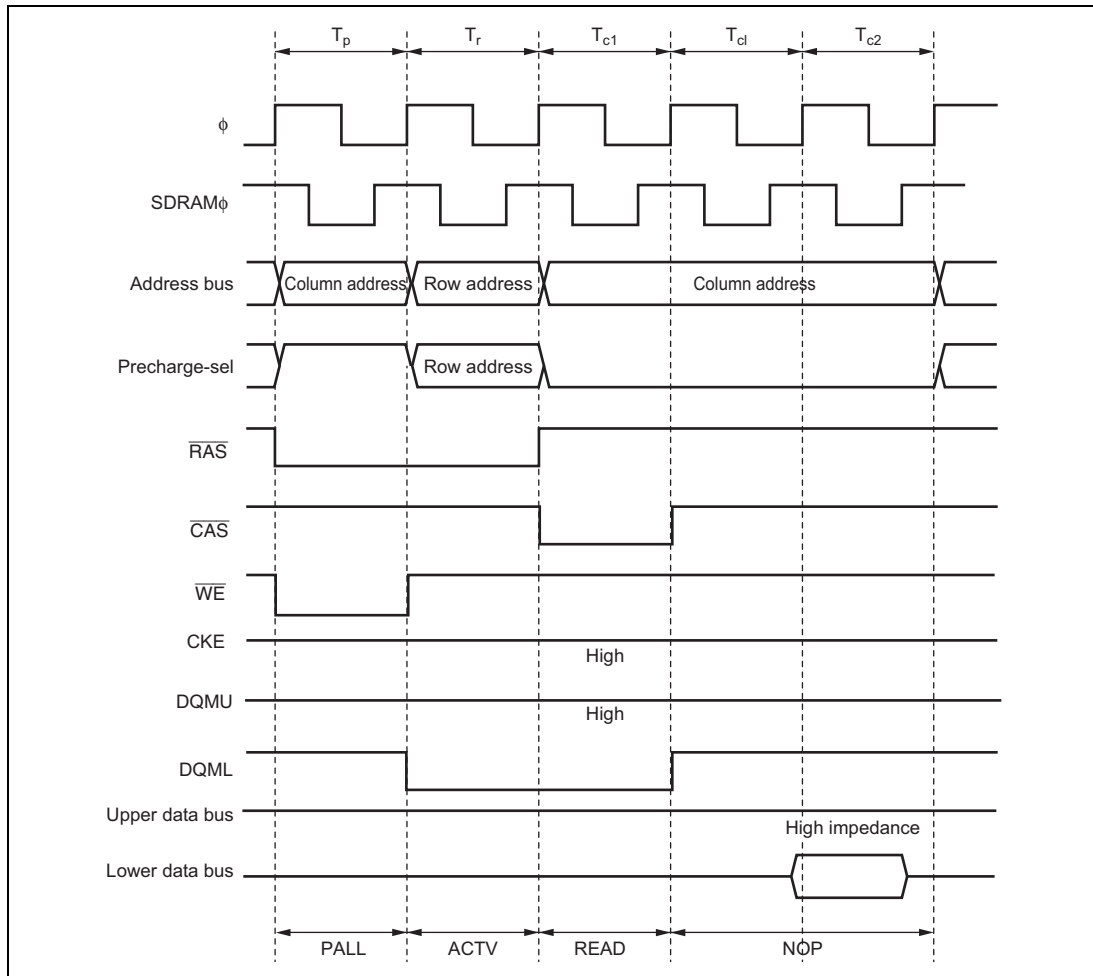 Tp Tr Tc1 Tcl Tc2
ϕ
SDRAMϕ
Address bus Column address Row address Column address
Precharge-sel Row address
RAS
CAS
WE
CKE
High
DQMU
High
DQML
Upper data bus
High impedance
Lower data bus
PALL ACTV READ NOP